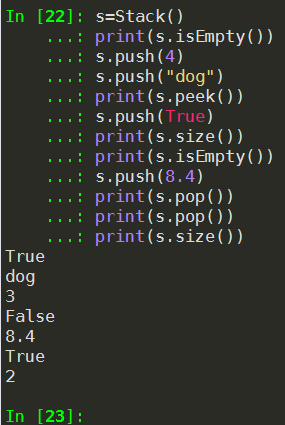 In [22]: s=Stack()
    ...: print(s.isEmpty())
    ...: s.push(4)
    ...: s.push("dog")
    ...: print(s.peek())
    ...: s.push(True)
    ...: print(s.size())
    ...: print(s.isEmpty())
    ...: s.push(8.4)
    ...: print(s.pop())
    ...: print(s.pop())
    ...: print(s.size())
True
dog
3
False
8.4
True
2
In [23]: